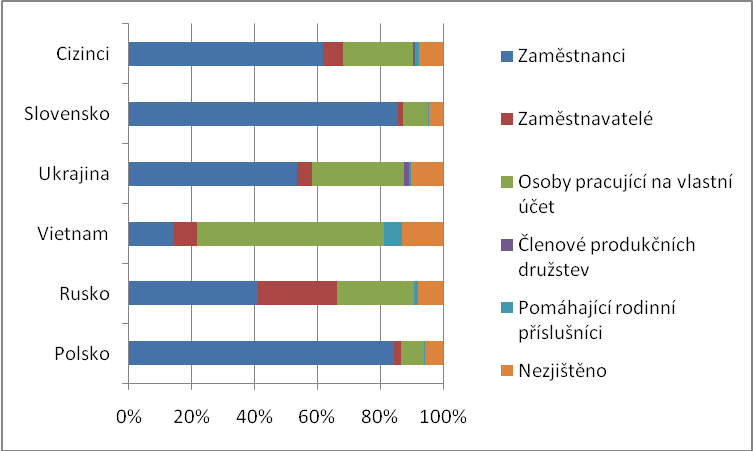 Cizinci
Slovensko
Ukrajina
Vietnam
Rusko
Polsko
0% 20% 40% 60% 80% 100%
Zaměstnanci
Zaměstnavatelé
Osoby pracující na vlastní
účet
Členové produkčních
družstev
Pomáhající rodinní
příslušníci
Nezjištěno